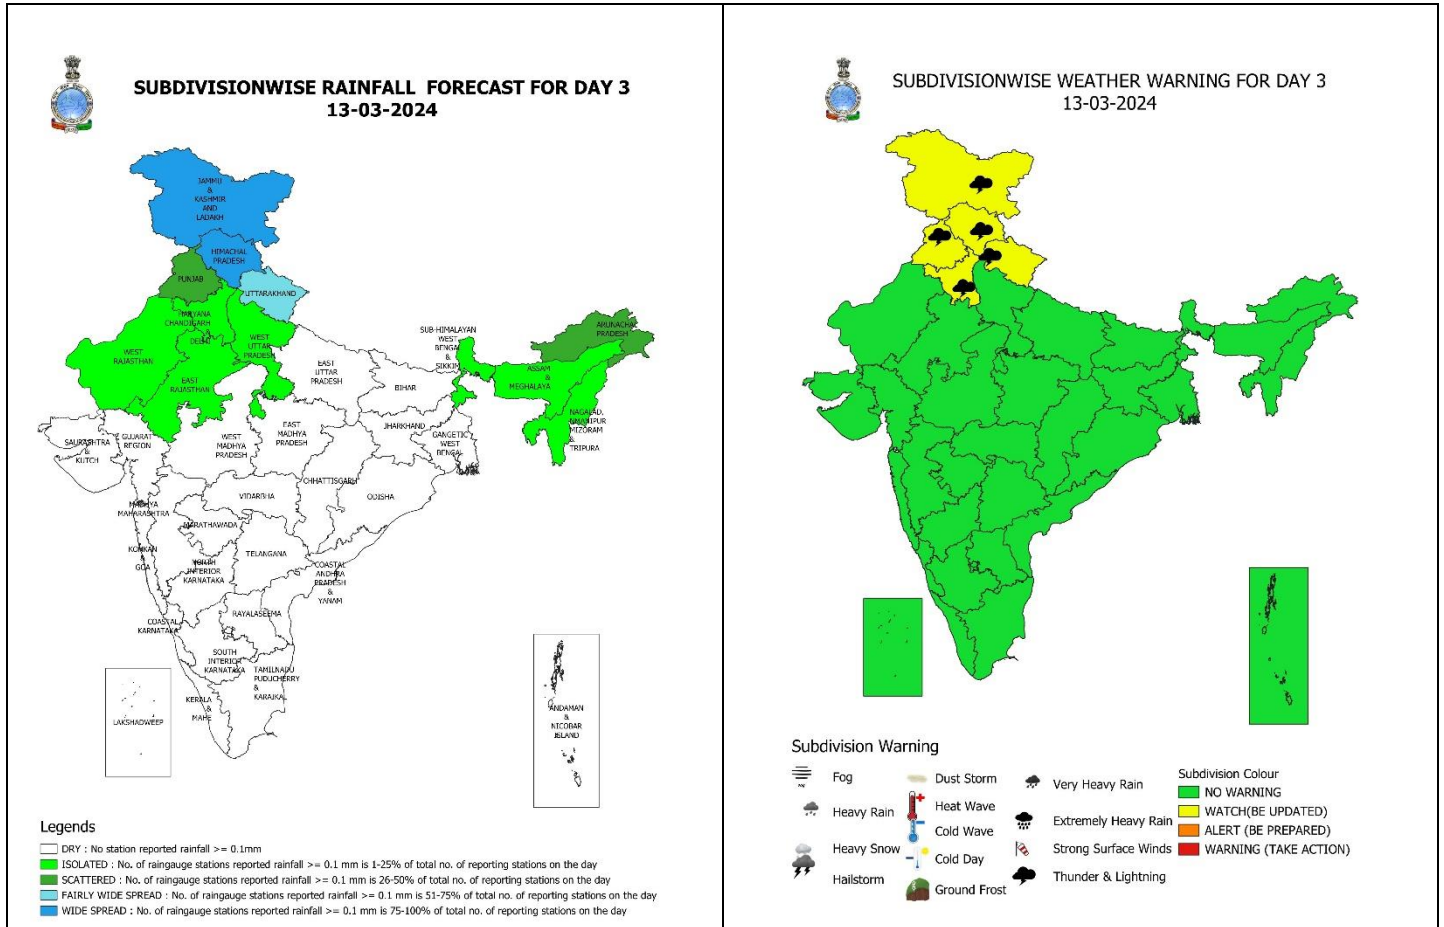 SUBDIVISIONWISE RAINFALL FORECAST FOR DAY 3
13-03-2024
JAMMU
&
KASHMIR
AND
LADAKH
HIMACHAL
PRADESH
PUNJAB
UTTARAKHAND
HARYANA
CHANDIGARH
&
DELHI
WEST
UTTAR
PRADESH
WEST
RAJASTHAN
EAST
RAJASTHAN
EAST
UTTAR
PRADESH
SUB-HIMALAYAN
WEST
BENGAL
&
SIKKIM
ARUNACHAL
PRADESH
ASSAM
&
MEGHALAYA
NAGALAD,
MANIPUR
MIZORAM
&
TRIPURA
BIHAR
JHARKHAND
GANGETIC
WEST
BENGAL
SAURASHTRA
&
KUTCH
GUJARAT
REGION
WEST
MADHYA
PRADESH
EAST
MADHYA
PRADESH
CHHATTISGARH
ODISHA
VIDARBHA
MADHYA
MAHARASHTRA
MARATHAWADA
KONKAN
&
GOA
NORTH
INTERIOR
KARNATAKA
TELANGANA
COASTAL
ANDHRA
PRADESH
&
YANAM
RAYALASEEMA
COASTAL
KARNATAKA
SOUTH
INTERIOR
KARNATAKA
TAMILNADU
PUDUCHERRY
&
KARAIKAL
KERALA
&
MAHE
LAKSHADWEEP
ANDAMAN
&
NICOBAR
ISLAND
Legends
DRY : No station reported rainfall >= 0.1mm
ISOLATED : No. of raingauge stations reported rainfall >= 0.1 mm is 1-25% of total no. of reporting stations on the day
SCATTERED : No. of raingauge stations reported rainfall >= 0.1 mm is 26-50% of total no. of reporting stations on the day
FAIRLY WIDE SPREAD : No. of raingauge stations reported rainfall >= 0.1 mm is 51-75% of total no. of reporting stations on the day
WIDE SPREAD : No. of raingauge stations reported rainfall >= 0.1 mm is 75-100% of total no. of reporting stations on the day
SUBDIVISIONWISE WEATHER WARNING FOR DAY 3
13-03-2024
Subdivision Warning
Fog
Heavy Rain
Heavy Snow
Hailstorm
Dust Storm
Heat Wave
Cold Wave
Cold Day
Ground Frost
Very Heavy Rain
Extremely Heavy Rain
Strong Surface Winds
Thunder & Lightning
Subdivision Colour
NO WARNING
WATCH(BE UPDATED)
ALERT (BE PREPARED)
WARNING (TAKE ACTION)